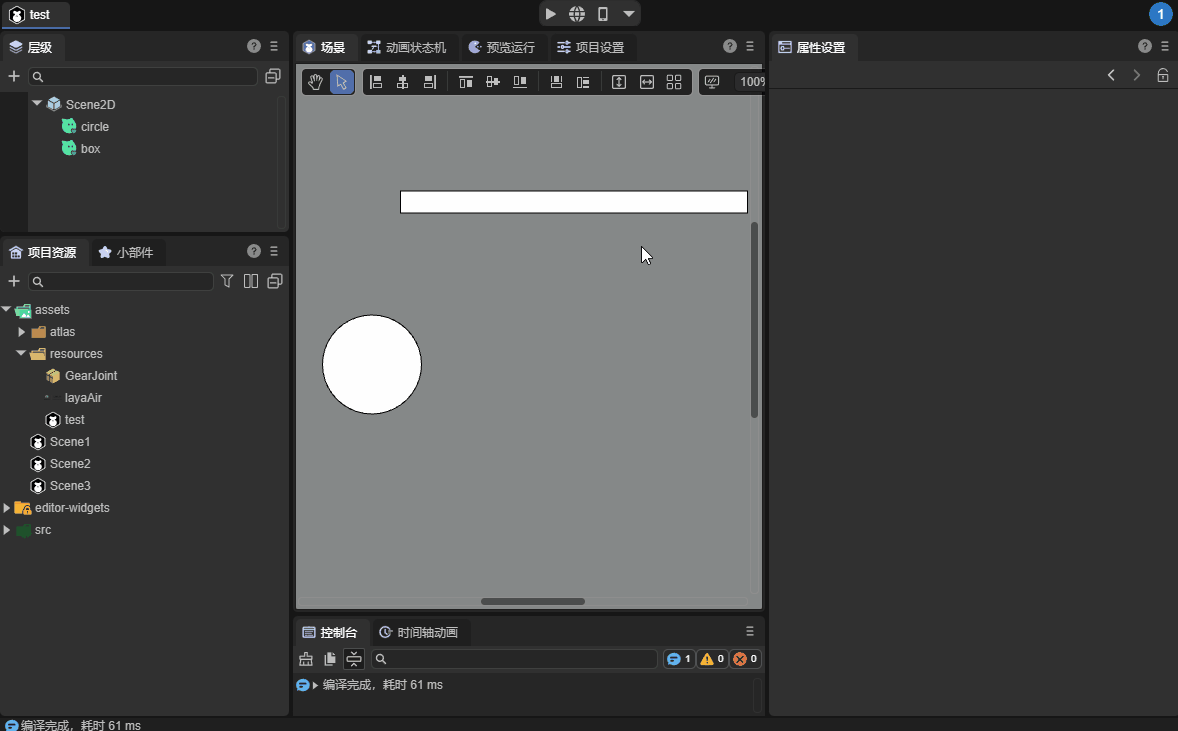 test
1
层级
Scene2D
circle
box
项目资源
小部件
assets
atlas
resources
GearJoint
layaAir
test
Scene1
Scene2
Scene3
editor-widgets
src
场景
动画状态机
预览运行
项目设置
100%
控制台
时间轴动画
1
0
0
编译完成，耗时 61 ms
属性设置
编译完成，耗时 61 ms